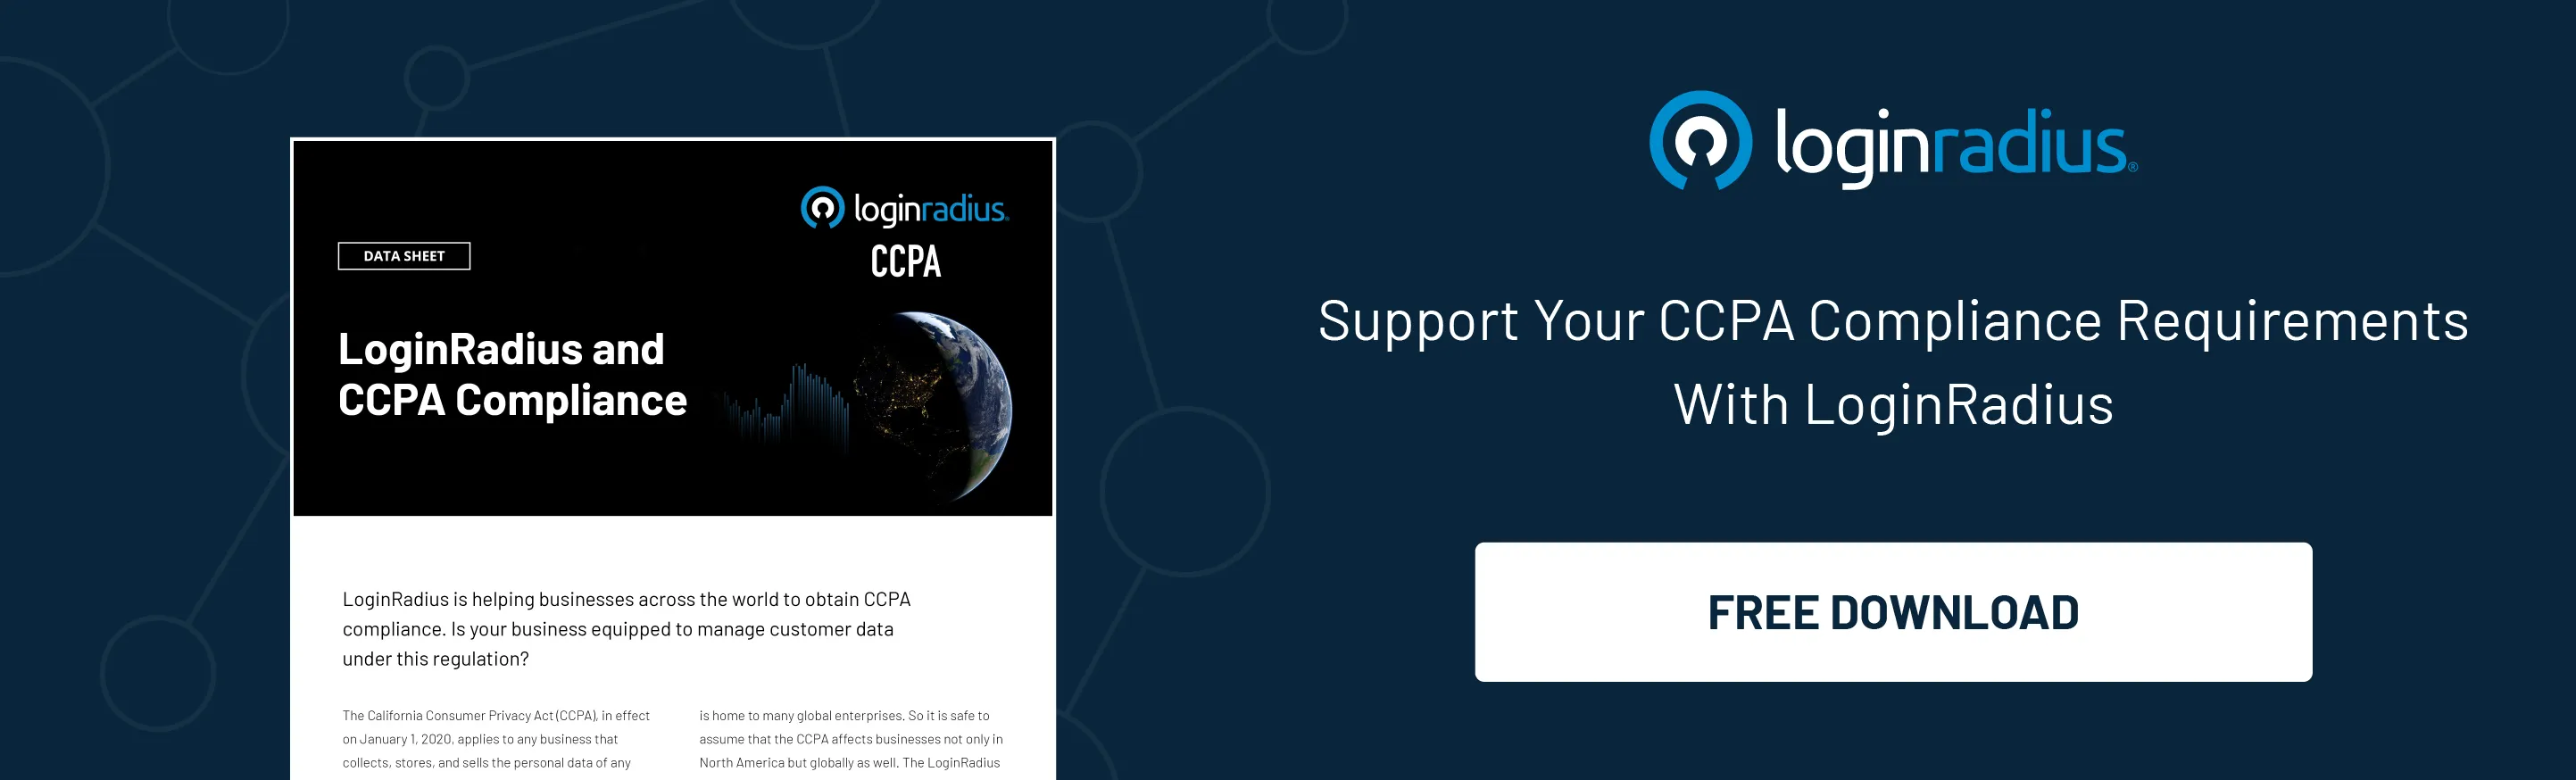 loginradius®
CCPA
DATA SHEET
LoginRadius and
CCPA Compliance
LoginRadius is helping businesses across the world to obtain CCPA
compliance. Is your business equipped to manage customer data
under this regulation?
The California Consumer Privacy Act (CCPA), in effect
on January 1, 2020, applies to any business that
collects, stores, and sells the personal data of any
is home to many global enterprises. So it is safe to
assume that the CCPA affects businesses not only in
North America but globally as well. The LoginRadius
loginradius®
Support Your CCPA Compliance Requirements
With LoginRadius
FREE DOWNLOAD